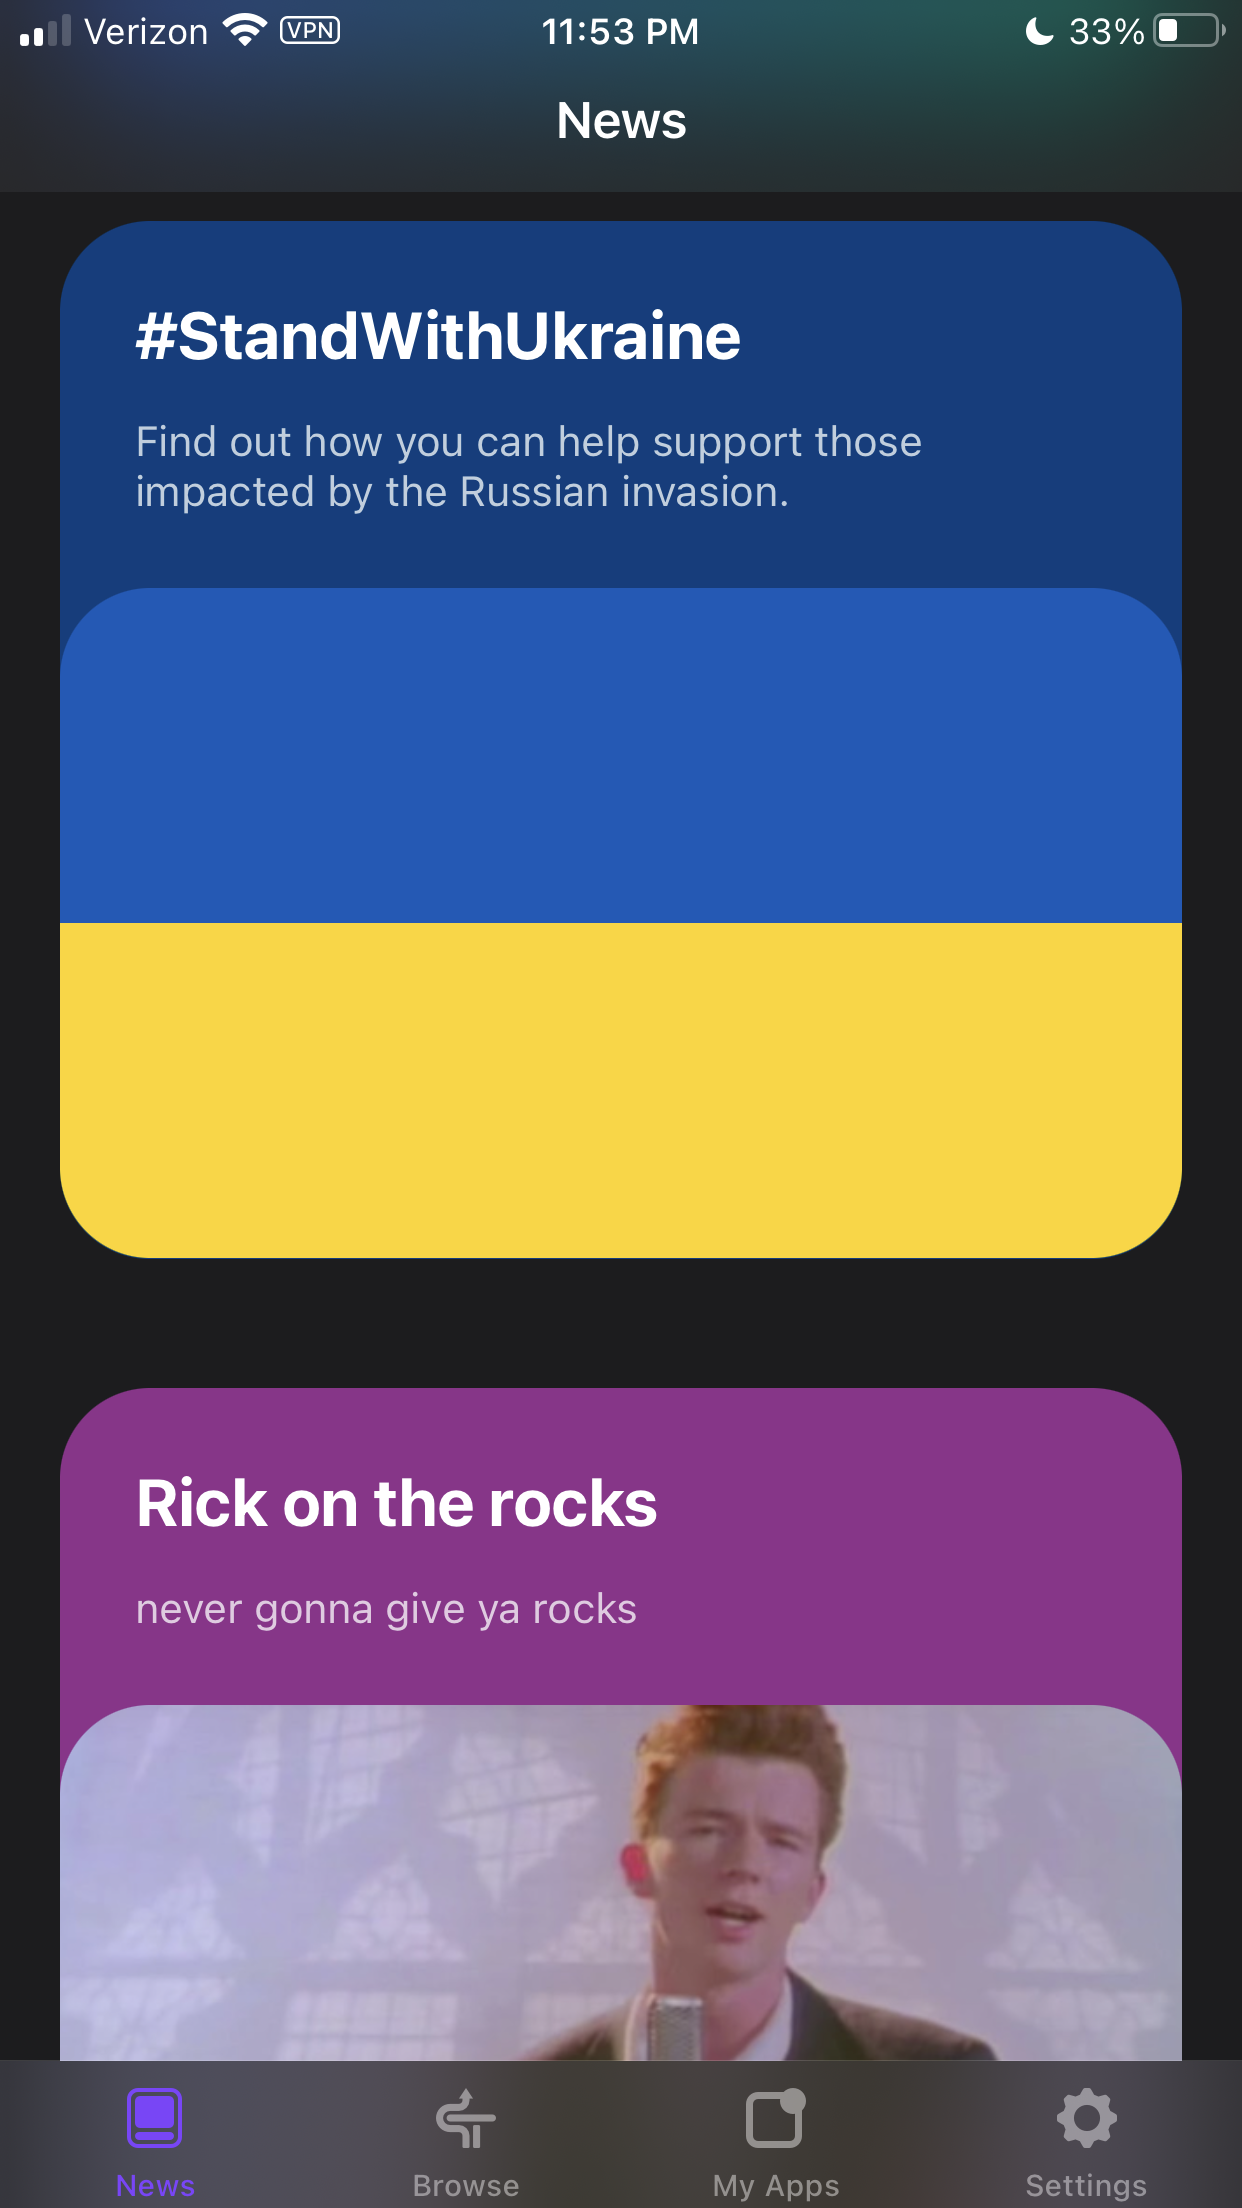 Verizon VPN 11:53 PM 33%
News
#StandWithUkraine
Find out how you can help support those
impacted by the Russian invasion.
Rick on the rocks
never gonna give ya rocks
News Browse My Apps Settings